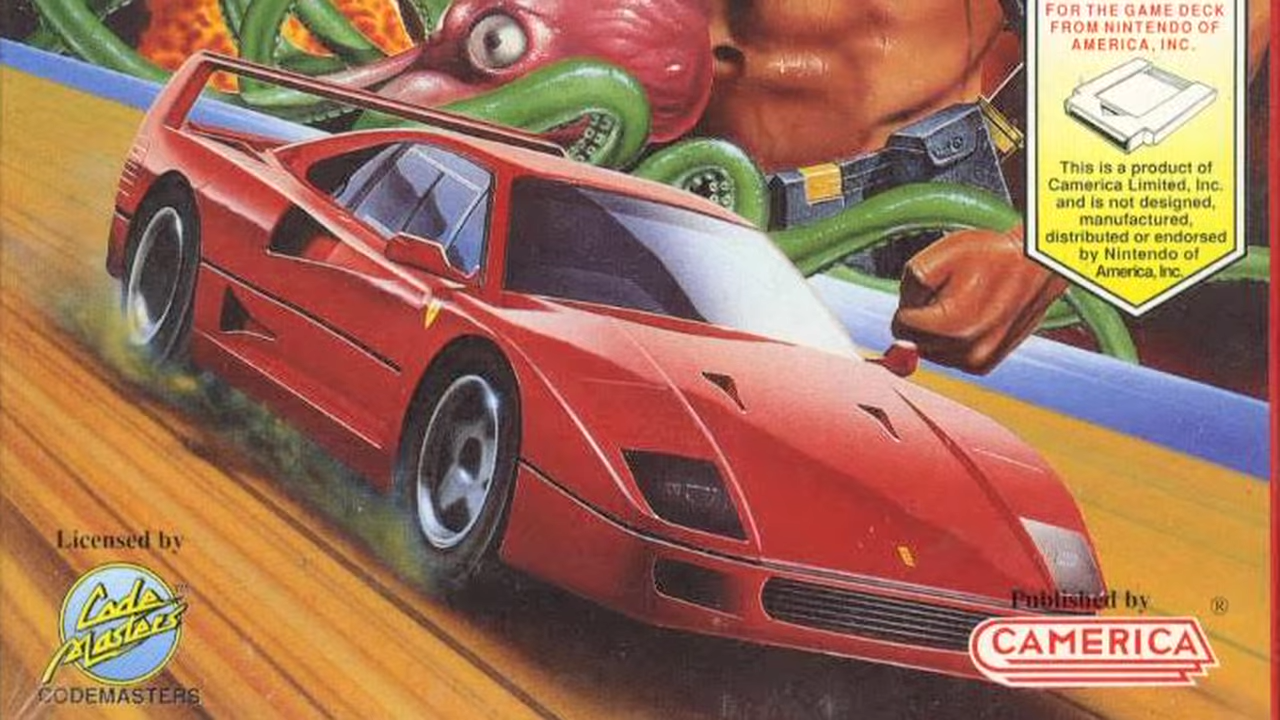 FOR THE GAME DECK
FROM NINTENDO OF
AMERICA, INC.
This is a product of
Camerica Limited, Inc.
and is not designed,
manufactured,
distributed or endorsed
by Nintendo of
America, Inc.
Licensed by
Code
Masters
TM
CODEMASTERS
Published by
®
CAMERICA